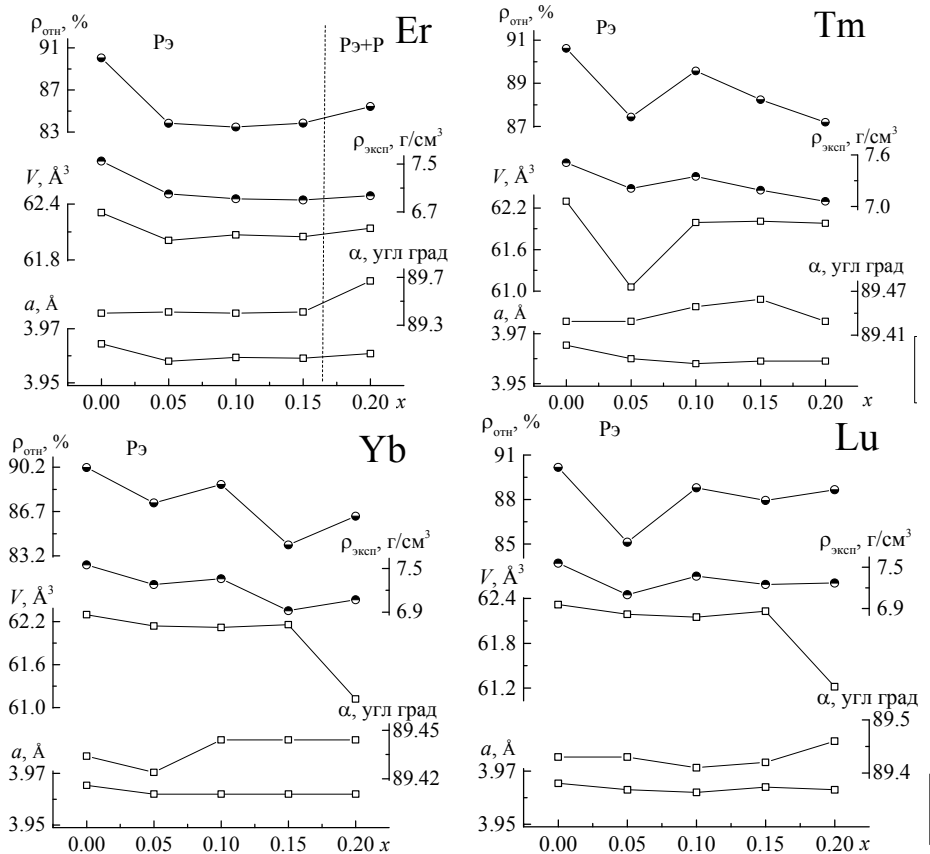 ρотн, %
Рэ
Рэ+Р
Er
91
87
83
ρэксп, г/см³
7.5
6.7
V, Å³
62.4
61.8
α, угл град
89.7
89.3
a, Å
3.97
3.95
0.00 0.05 0.10 0.15 0.20 x
ρотн, %
Рэ
Tm
91
89
87
ρэксп, г/см³
7.6
7.0
V, Å³
62.2
61.6
61.0
α, угл град
89.47
89.41
a, Å
3.97
3.95
0.00 0.05 0.10 0.15 0.20 x
ρотн, %
Рэ
Yb
90.2
86.7
83.2
ρэксп, г/см³
7.5
6.9
V, Å³
62.2
61.6
61.0
α, угл град
89.45
89.42
a, Å
3.97
3.95
0.00 0.05 0.10 0.15 0.20 x
ρотн, %
Рэ
Lu
91
88
85
ρэксп, г/см³
7.5
6.9
V, Å³
62.4
61.8
61.2
α, угл град
89.5
89.4
a, Å
3.97
3.95
0.00 0.05 0.10 0.15 0.20 x